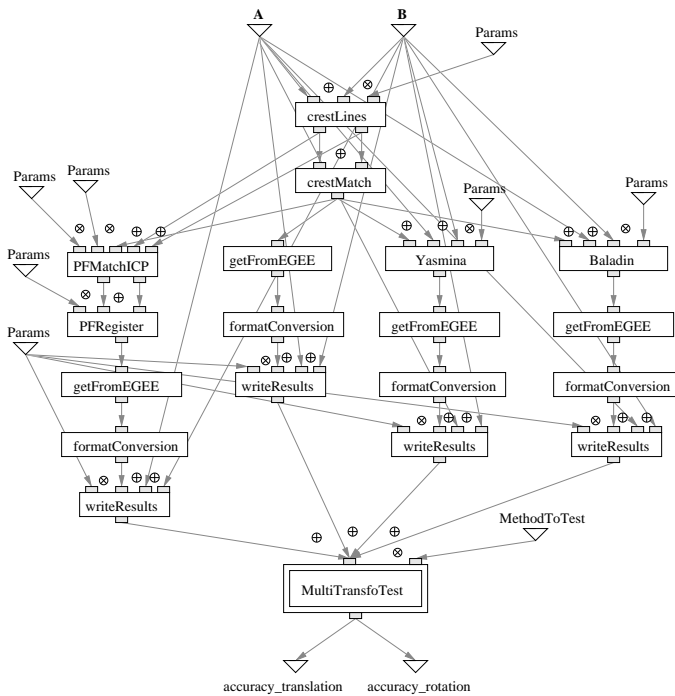 A
B
Params
crestLines
Params
Params
crestMatch
Params
Params
getFromEGEE
PFMatchICP
Yasmina
Baladin
Params
formatConversion
getFromEGEE
getFromEGEE
PFRegister
Params
getFromEGEE
writeResults
formatConversion
formatConversion
formatConversion
writeResults
writeResults
writeResults
MethodToTest
MultiTransfoTest
accuracy_translation
accuracy_rotation